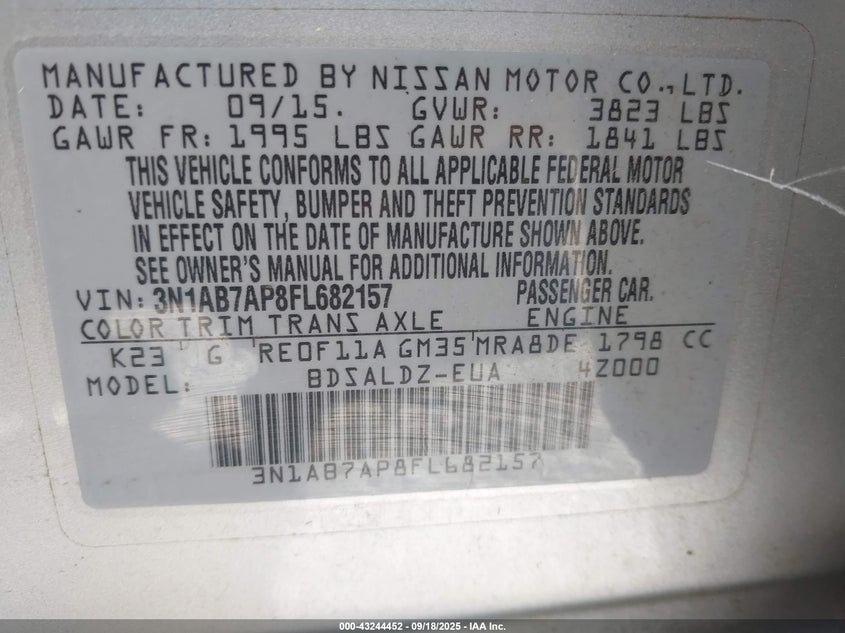 MANUFACTURED BY NISSAN MOTOR CO., LTD.
DATE: 09/15. GVWR: 3823 LBS
GAWR FR: 1995 LBS GAWR RR: 1841 LBS
THIS VEHICLE CONFORMS TO ALL APPLICABLE FEDERAL MOTOR
VEHICLE SAFETY, BUMPER AND THEFT PREVENTION STANDARDS
IN EFFECT ON THE DATE OF MANUFACTURE SHOWN ABOVE.
SEE OWNER'S MANUAL FOR ADDITIONAL INFORMATION.
VIN: 3N1AB7AP8FL682157 PASSENGER CAR.
COLOR TRIM TRANS AXLE ENGINE
K23 G RE0F11A GM35 MRA8DE 1798 CC
MODEL: BDSALDZ-EUA 4Z000
3N1AB7AP8FL682157
000-43244452 - 09/18/2025 - IAA Inc.